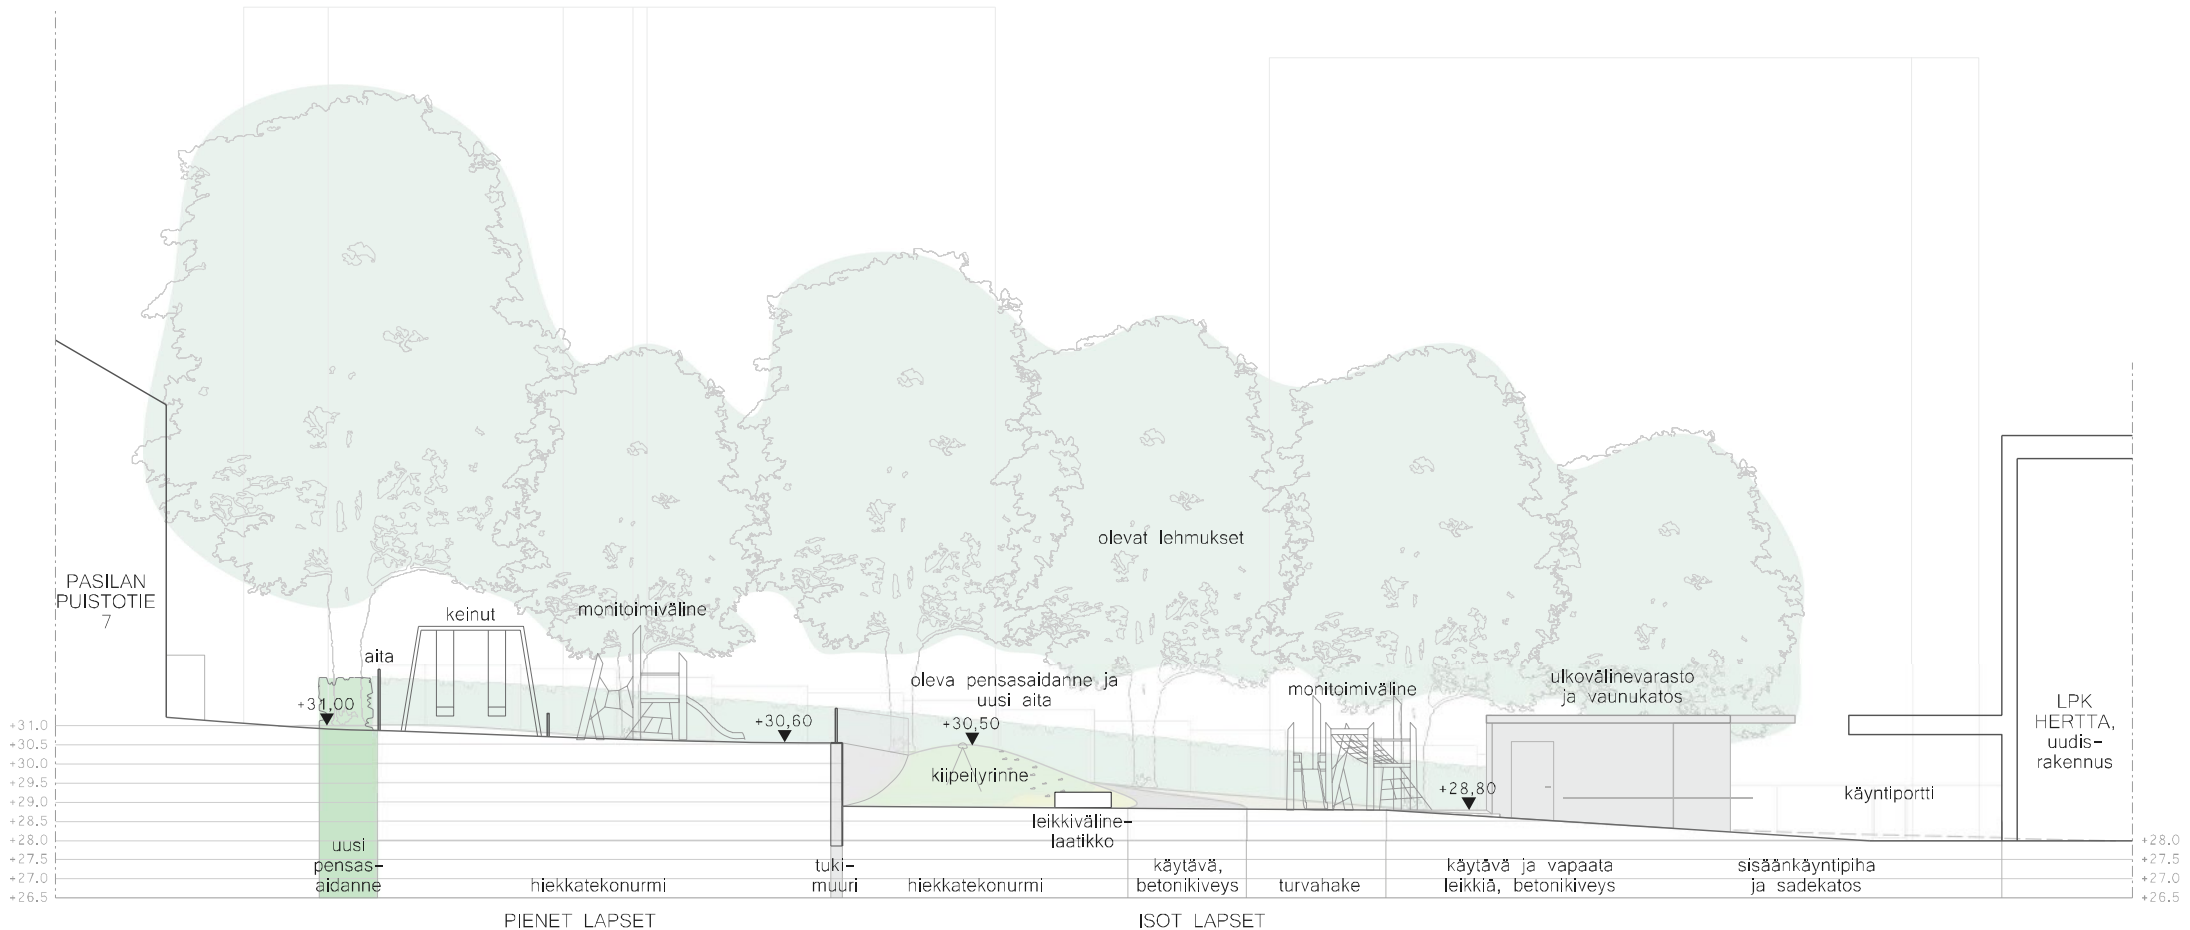 olevat lehmukset
PASILAN
PUISTOTIE
7
keinut
monitoimiväline
aita
oleva pensasaidanne ja
uusi aita
monitoimiväline
ulkovälinevarasto
ja vaunukatos
LPK
HERTTA,
uudis-
rakennus
+31,00
+30,60
+30,50
+28,80
kiipeilyrinne
käyntiportti
leikkiväline-
laatikko
+31.0
+30.5
+30.0
+29.5
+29.0
+28.5
+28.0
+27.5
+27.0
+26.5
+28.0
+27.5
+27.0
+26.5
uusi
pensas-
aidanne
hiekkatekonurmi
tuki-
muuri
hiekkatekonurmi
käytävä,
betonikiveys
turvahake
käytävä ja vapaata
leikkiä, betonikiveys
sisäänkäyntipiha
ja sadekatos
PIENET LAPSET
ISOT LAPSET